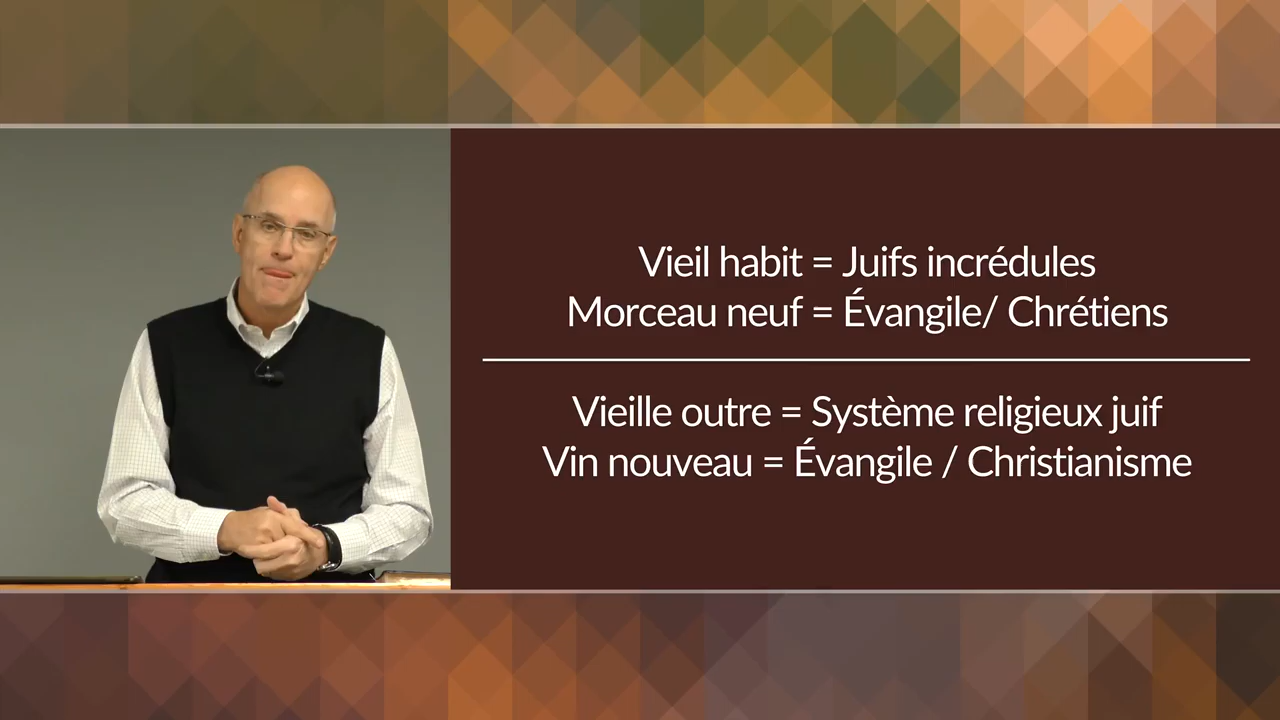 Vieil habit = Juifs incrédules
Morceau neuf = Évangile/ Chrétiens
Vieille outre = Système religieux juif
Vin nouveau = Évangile / Christianisme